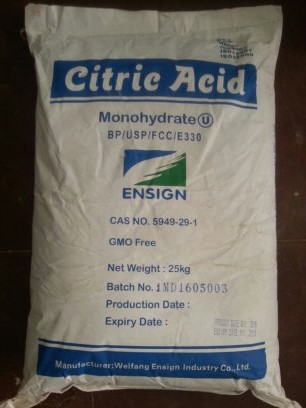 Citric Acid
Monohydrate U
BP/USP/FCC/E330
ENSIGN
CAS NO. 5949-29-1
GMO Free
Net Weight : 25kg
Batch No. : MD1605003
Production Date :
Expiry Date :
Manufacturer:Weifang Ensign Industry Co.,Ltd.